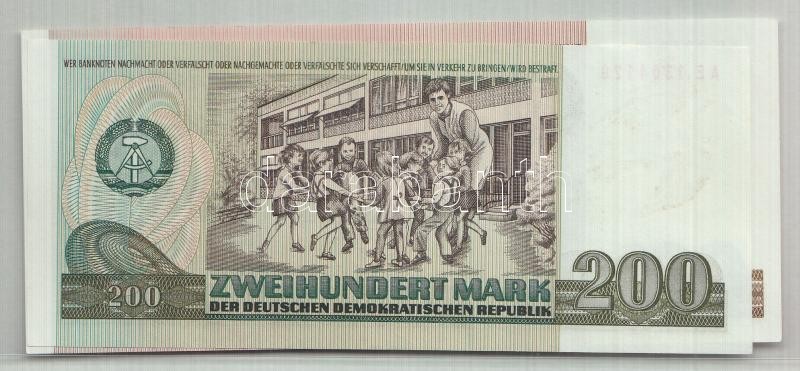 WER BANKNOTEN NACHMACHT ODER VERFÄLSCHT ODER NACHGEMACHTE ODER VERFÄLSCHTE SICH VERSCHAFFT/UM SIE IN VERKEHR ZU BRINGEN/WIRD BESTRAFT.
darabanth
ZWEIHUNDERT MARK
200
DER DEUTSCHEN DEMOKRATISCHEN REPUBLIK
200